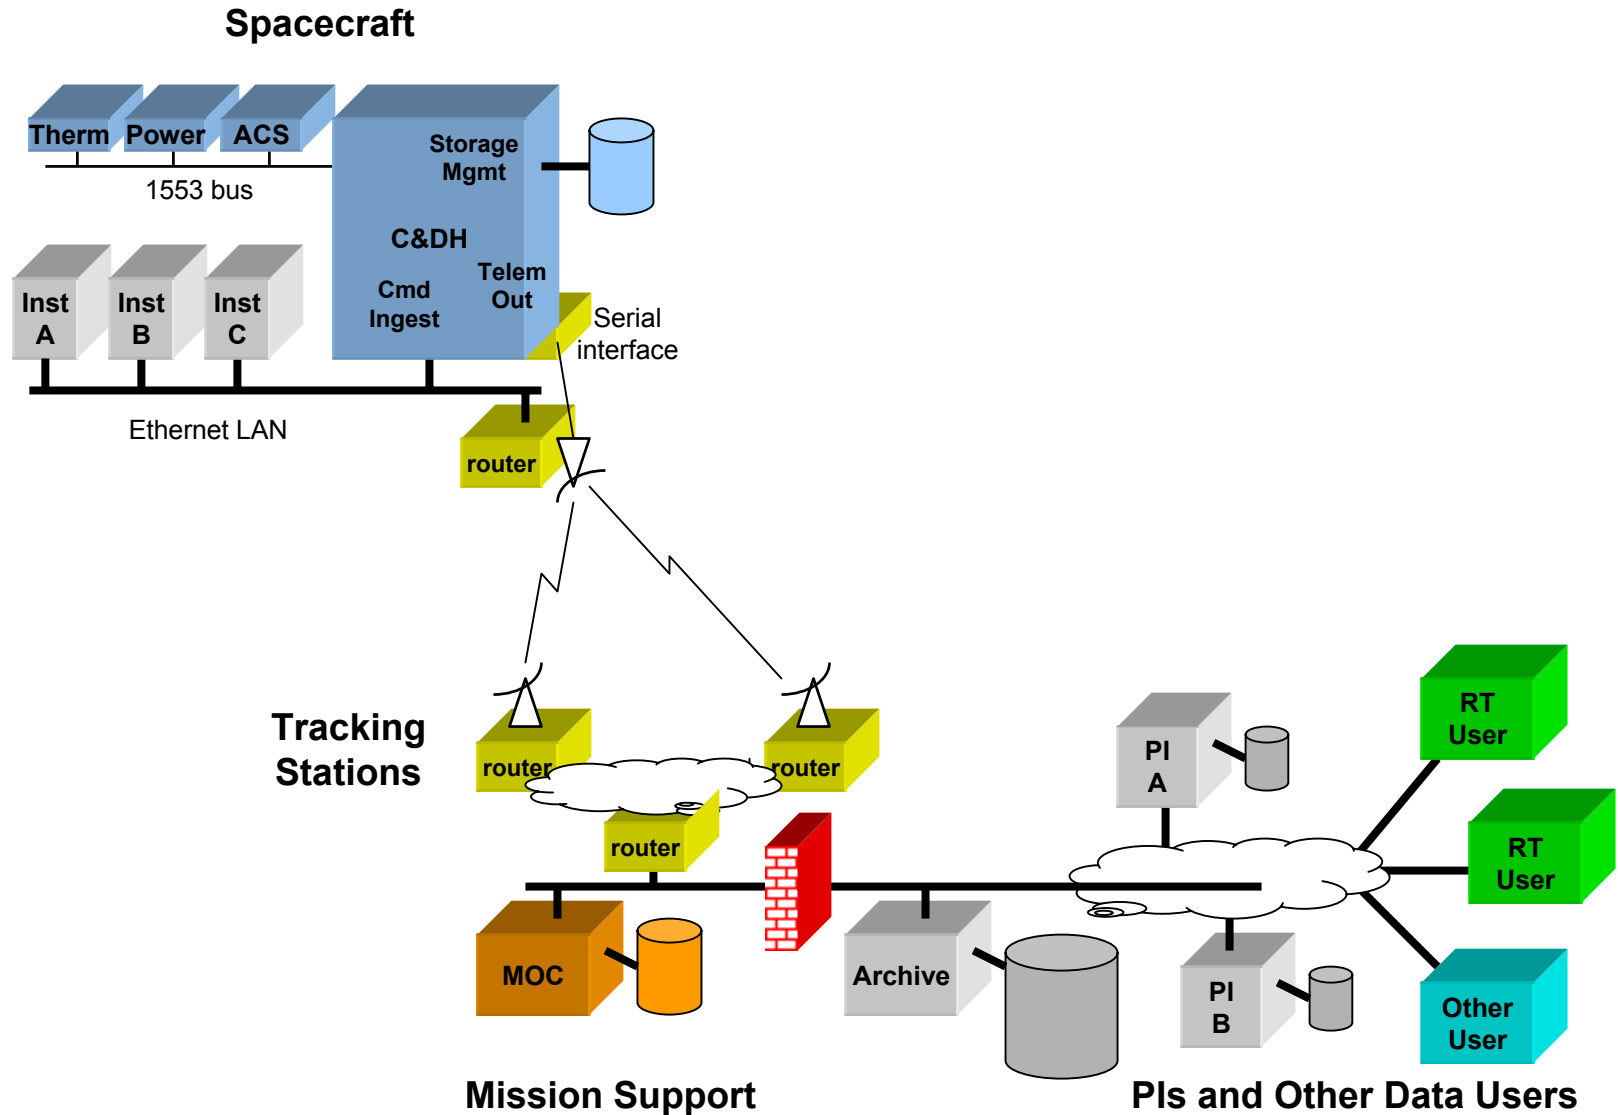 Spacecraft
Therm
Power
ACS
Storage
Mgmt
1553 bus
C&DH
Telem
Out
Cmd
Ingest
Inst
A
Inst
B
Inst
C
Serial
interface
Ethernet LAN
router
Tracking
Stations
router
router
router
RT
User
PI
A
RT
User
MOC
Archive
PI
B
Other
User
Mission Support
PIs and Other Data Users